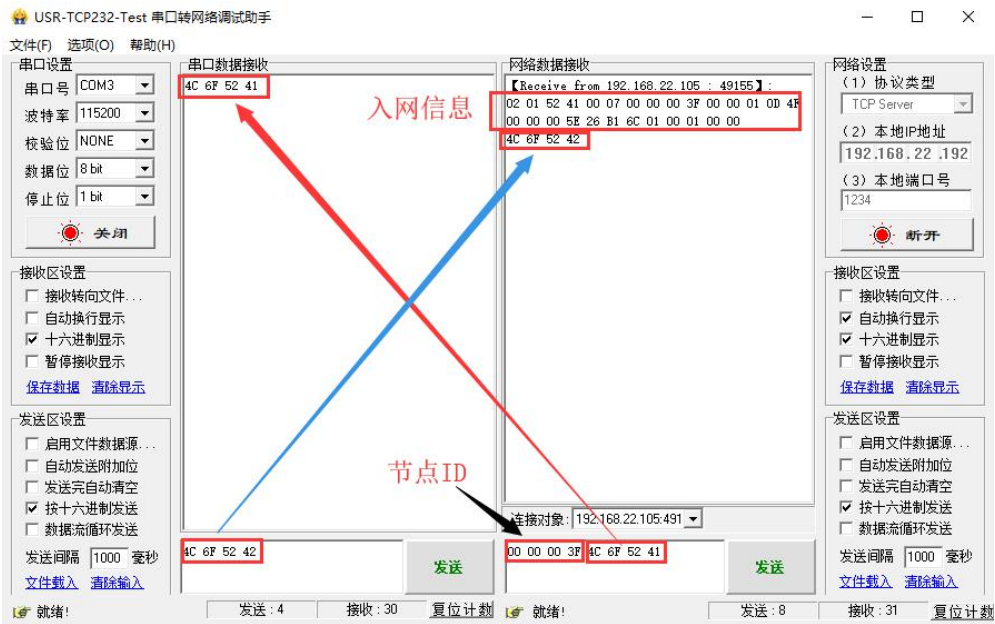 USR-TCP232-Test 串口转网络调试助手
文件(F) 选项(O) 帮助(H)
串口设置
串口号 COM3
波特率 115200
校验位 NONE
数据位 8 bit
停止位 1 bit
关闭
接收区设置
接收转向文件...
自动换行显示
十六进制显示
暂停接收显示
保存数据 清除显示
发送区设置
启用文件数据源...
自动发送附加位
发送完自动清空
按十六进制发送
数据流循环发送
发送间隔 1000 毫秒
文件载入 清除输入
就绪!
串口数据接收
4C 6F 52 41
入网信息
节点ID
4C 6F 52 42
发送
发送 : 4 接收 : 30 复位计数
网络数据接收
【Receive from 192.168.22.105 : 49155】:
02 01 52 41 00 07 00 00 00 3F 00 00 01 0D 4F
00 00 00 5E 26 B1 6C 01 00 01 00 00
4C 6F 52 42
连接对象: 192.168.22.105:491
00 00 00 3F 4C 6F 52 41
发送
就绪!
发送 : 8 接收 : 31 复位计数
网络设置
(1) 协议类型
TCP Server
(2) 本地IP地址
192.168.22.192
(3) 本地端口号
1234
断开
接收区设置
接收转向文件...
自动换行显示
十六进制显示
暂停接收显示
保存数据 清除显示
发送区设置
启用文件数据源...
自动发送附加位
发送完自动清空
按十六进制发送
数据流循环发送
发送间隔 1000 毫秒
文件载入 清除输入